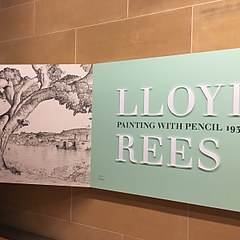 LLOY
PAINTING WITH PENCIL 193
REES